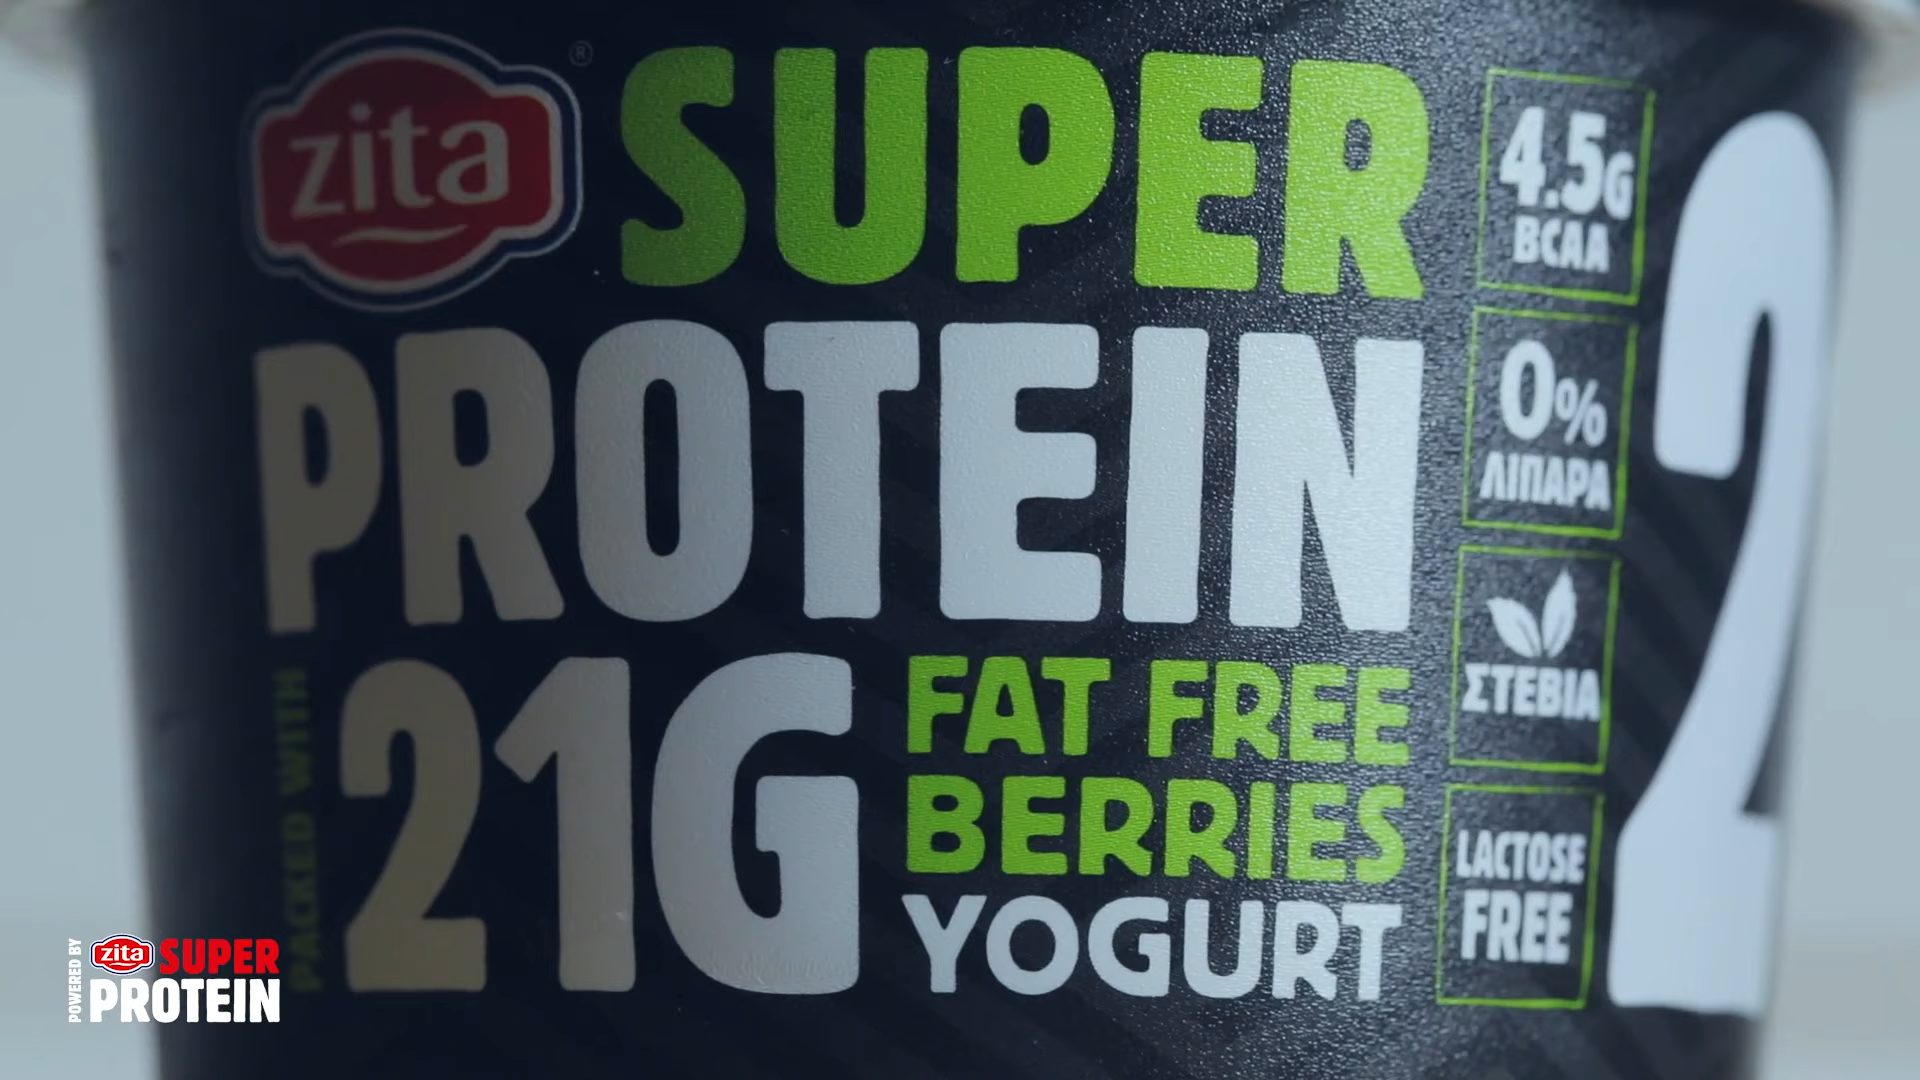 zita
®
SUPER
PROTEIN
PACKED WITH
21G
FAT FREE
BERRIES
YOGURT
4.5G
BCAA
0%
ΛΙΠΑΡΑ
ΣΤΕΒΙΑ
LACTOSE
FREE
2
POWERED BY
zita SUPER
PROTEIN